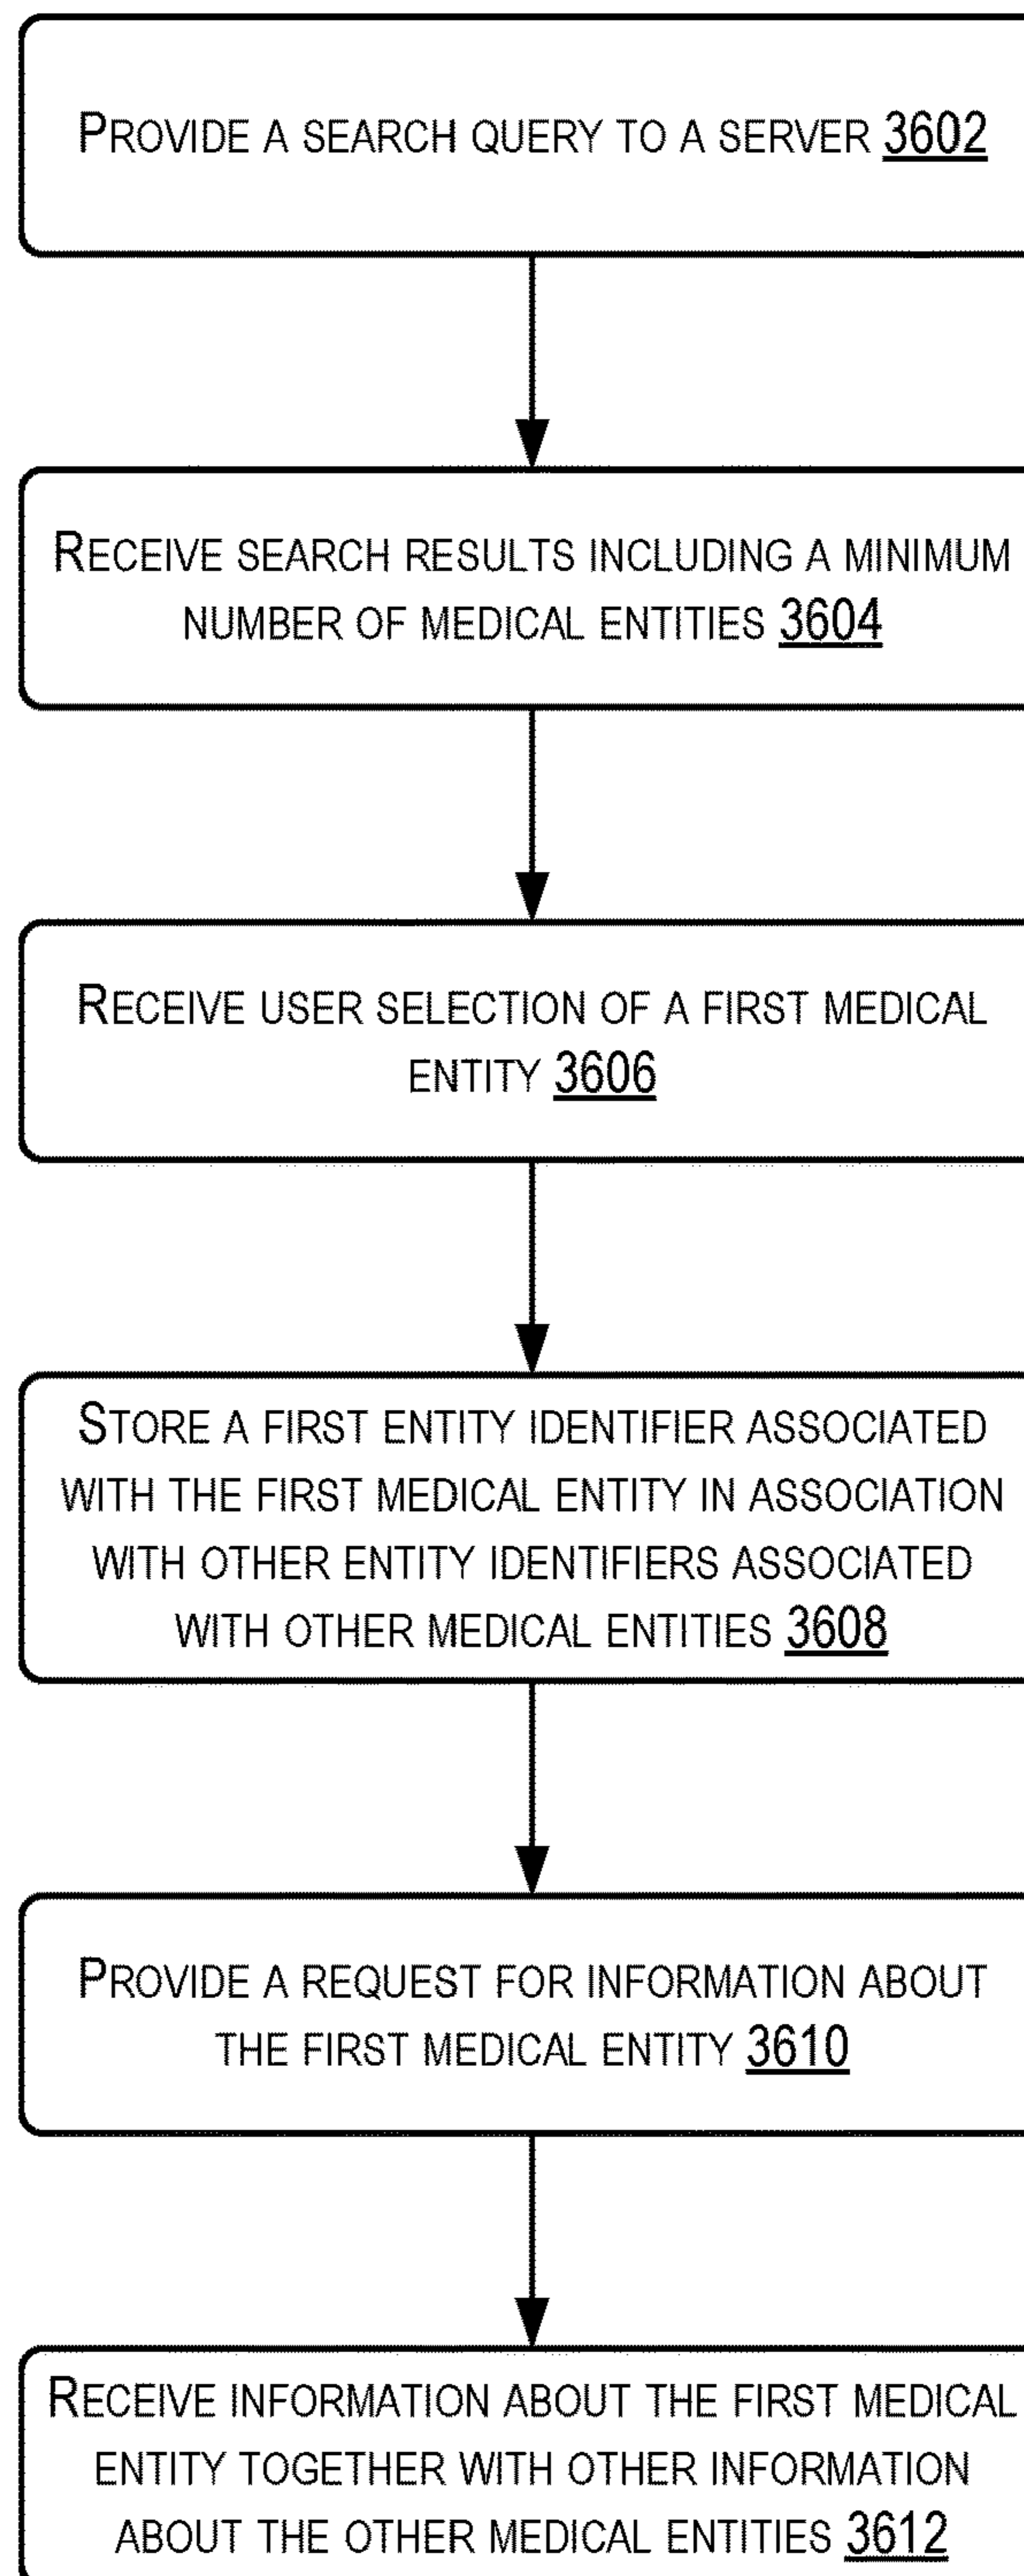 PROVIDE A SEARCH QUERY TO A SERVER 3602
RECEIVE SEARCH RESULTS INCLUDING A MINIMUM
NUMBER OF MEDICAL ENTITIES 3604
RECEIVE USER SELECTION OF A FIRST MEDICAL
ENTITY 3606
STORE A FIRST ENTITY IDENTIFIER ASSOCIATED
WITH THE FIRST MEDICAL ENTITY IN ASSOCIATION
WITH OTHER ENTITY IDENTIFIERS ASSOCIATED
WITH OTHER MEDICAL ENTITIES 3608
PROVIDE A REQUEST FOR INFORMATION ABOUT
THE FIRST MEDICAL ENTITY 3610
RECEIVE INFORMATION ABOUT THE FIRST MEDICAL
ENTITY TOGETHER WITH OTHER INFORMATION
ABOUT THE OTHER MEDICAL ENTITIES 3612